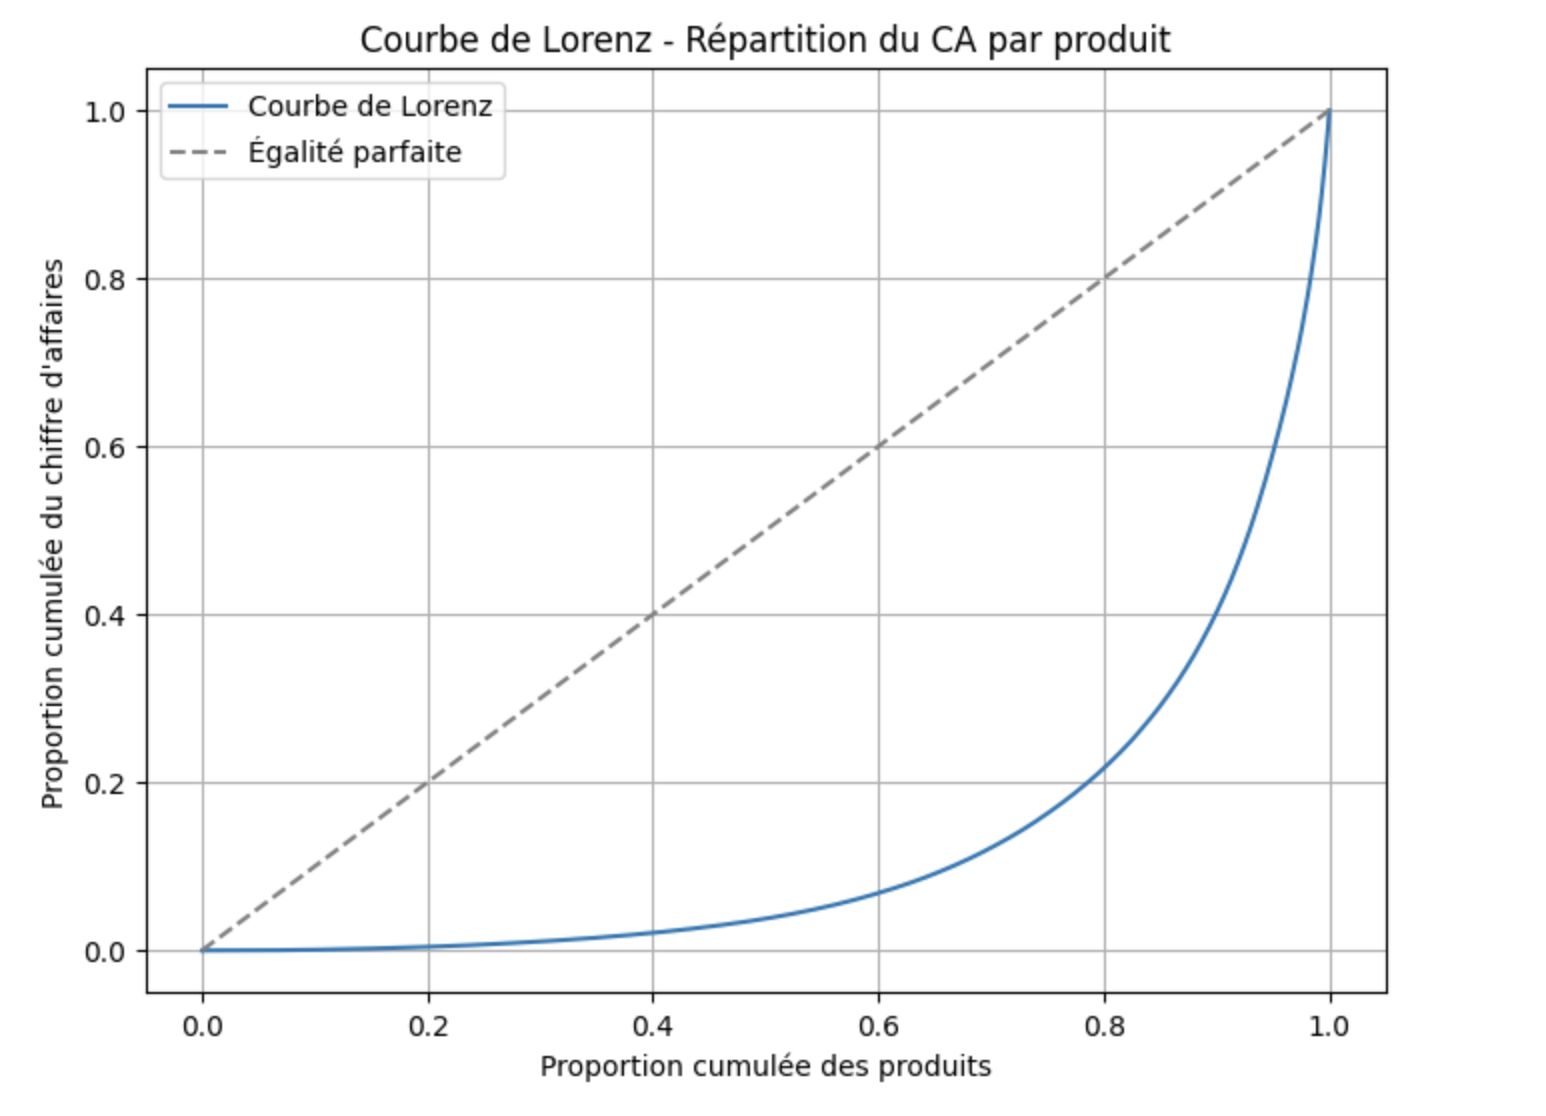 Courbe de Lorenz - Répartition du CA par produit
Courbe de Lorenz
Égalité parfaite
Proportion cumulée du chiffre d'affaires
1.0
0.8
0.6
0.4
0.2
0.0
0.0 0.2 0.4 0.6 0.8 1.0
Proportion cumulée des produits